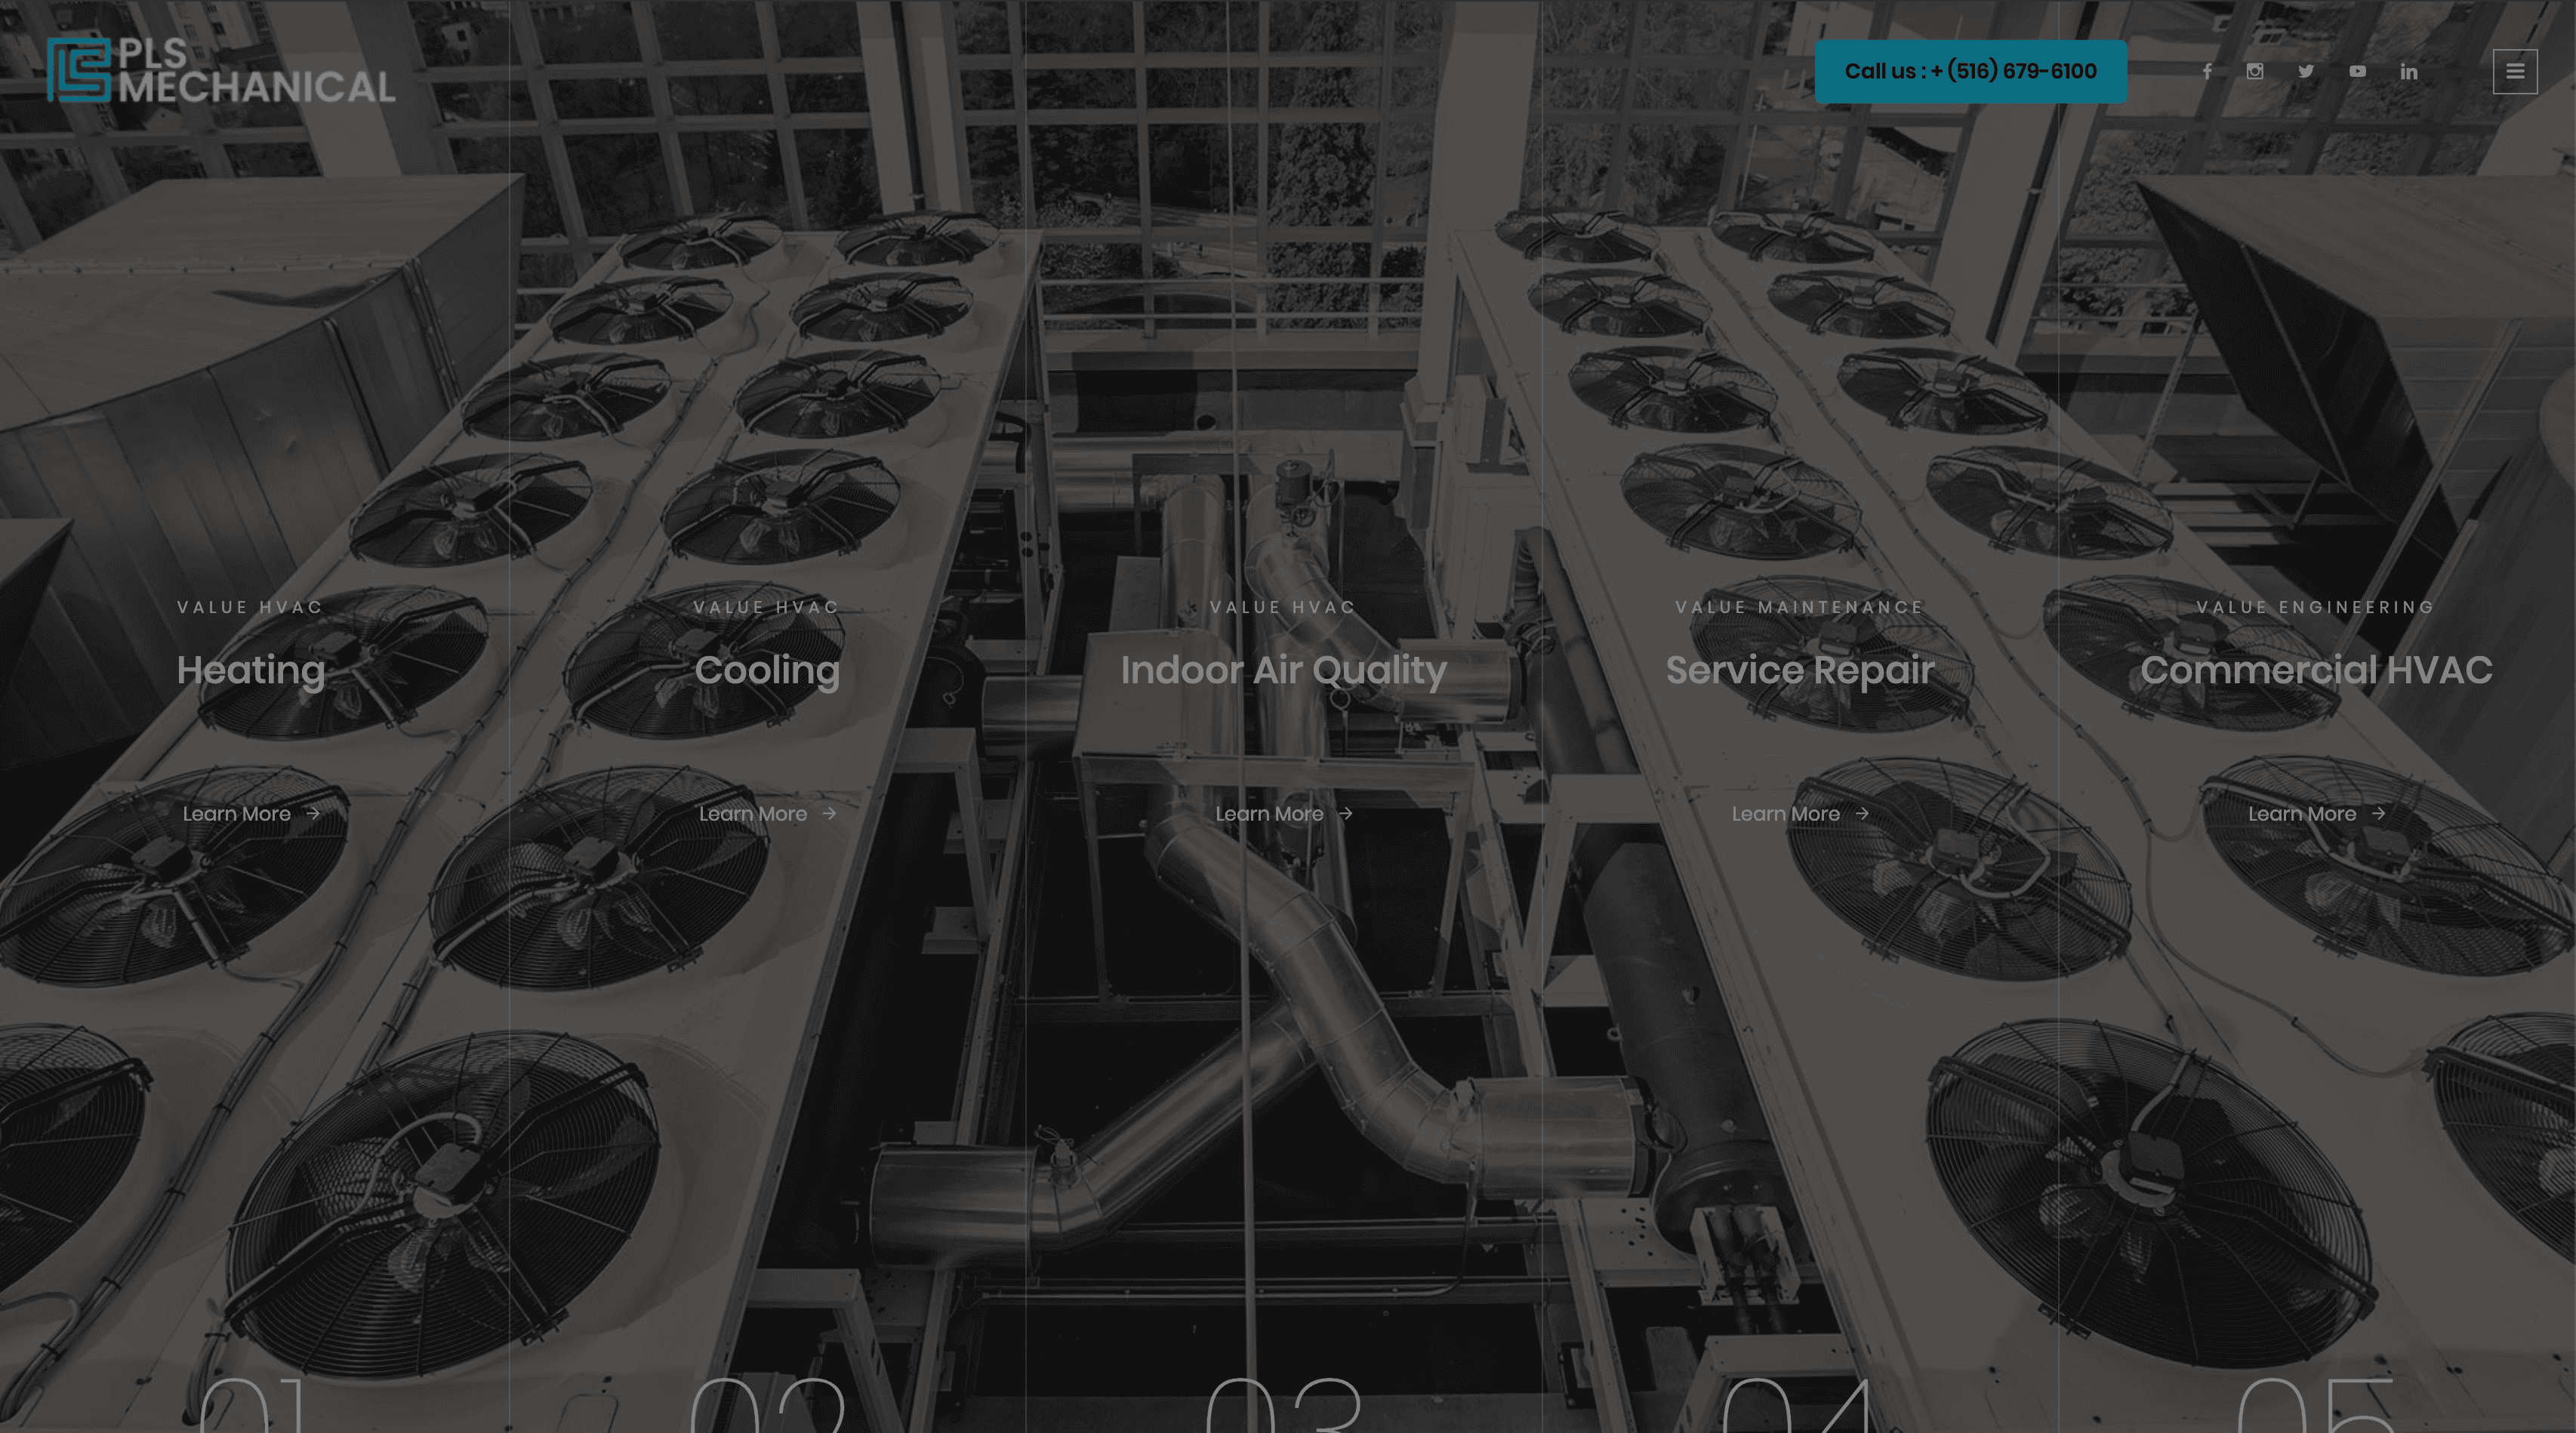 PLS
MECHANICAL
Call us : + (516) 679-6100
VALUE HVAC
Heating
Learn More →
01
VALUE HVAC
Cooling
Learn More →
02
VALUE HVAC
Indoor Air Quality
Learn More →
03
VALUE MAINTENANCE
Service Repair
Learn More →
04
VALUE ENGINEERING
Commercial HVAC
Learn More →
05